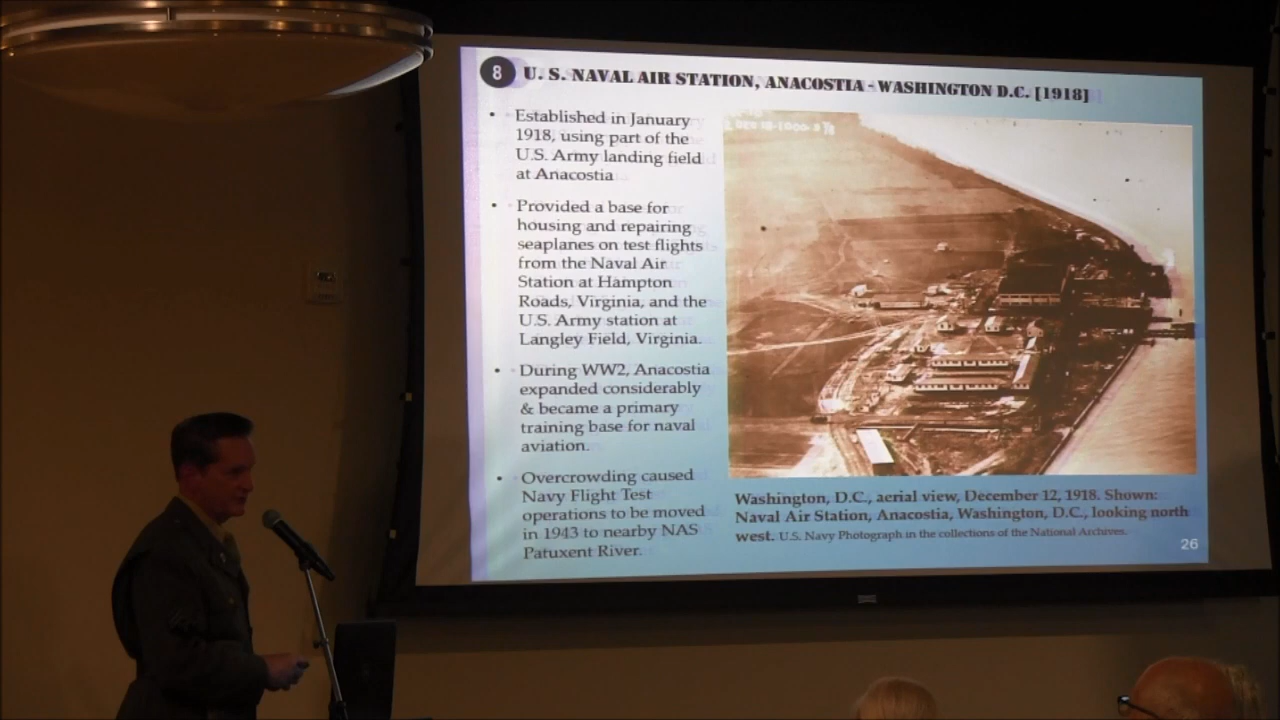 8 U. S. NAVAL AIR STATION, ANACOSTIA - WASHINGTON D.C. [1918]
• Established in January
1918, using part of the
U.S. Army landing field
at Anacostia
• Provided a base for
housing and repairing
seaplanes on test flights
from the Naval Air
Station at Hampton
Roads, Virginia, and the
U.S. Army station at
Langley Field, Virginia.
• During WW2, Anacostia
expanded considerably
& became a primary
training base for naval
aviation.
• Overcrowding caused
Navy Flight Test
operations to be moved
in 1943 to nearby NAS
Patuxent River.
Washington, D.C., aerial view, December 12, 1918. Shown:
Naval Air Station, Anacostia, Washington, D.C., looking north
west. U.S. Navy Photograph in the collections of the National Archives.
26